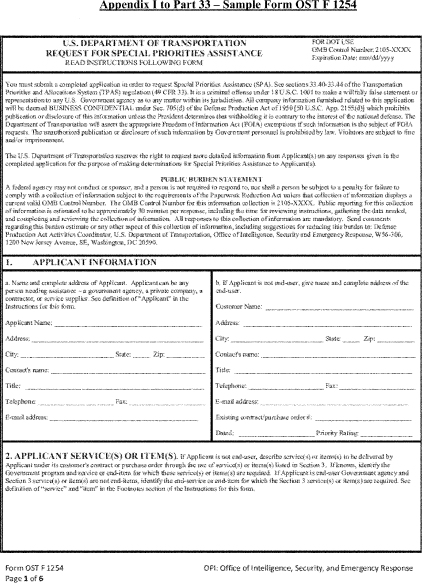 Appendix I to Part 33 – Sample Form OST F 1254
U.S. DEPARTMENT OF TRANSPORTATION
REQUEST FOR SPECIAL PRIORITIES ASSISTANCE
READ INSTRUCTIONS FOLLOWING FORM
FOR DOT USE
OMB Control Number: 2105-XXXX
Expiration Date: mm/dd/yyyy
You must submit a completed application in order to request Special Priorities Assistance (SPA). See sections 33.40-33.44 of the Transportation
Priorities and Allocations System (TPAS) regulation (49 CFR 33). It is a criminal offense under 18 U.S.C. 1001 to make a willfully false statement or
representation to any U.S. Government agency as to any matter within its jurisdiction. All company information furnished related to this application
will be deemed BUSINESS CONFIDENTIAL under Sec. 705(d) of the Defense Production Act of 1950 [50 U.S.C. App. 2155(d)] which prohibits
publication or disclosure of this information unless the President determines that withholding it is contrary to the interest of the national defense. The
Department of Transportation will assert the appropriate Freedom of Information Act (FOIA) exemptions if such information is the subject of FOIA
requests. The unauthorized publication or disclosure of such information by Government personnel is prohibited by law. Violators are subject to fine
and/or imprisonment.
The U.S. Department of Transportation reserves the right to request more detailed information from Applicant(s) on any responses given in the
completed application for the purpose of making determinations for Special Priorities Assistance to Applicant(s).
PUBLIC BURDEN STATEMENT
A federal agency may not conduct or sponsor, and a person is not required to respond to, nor shall a person be subject to a penalty for failure to
comply with a collection of information subject to the requirements of the Paperwork Reduction Act unless that collection of information displays a
current valid OMB Control Number. The OMB Control Number for this information collection is 2105-XXXX. Public reporting for this collection
of information is estimated to be approximately 30 minutes per response, including the time for reviewing instructions, gathering the data needed,
and completing and reviewing the collection of information. All responses to this collection of information are mandatory. Send comments
regarding this burden estimate or any other aspect of this collection of information, including suggestions for reducing this burden to: Defense
Production Act Activities Coordinator, U.S. Department of Transportation, Office of Intelligence, Security and Emergency Response, W56-306,
1200 New Jersey Avenue, SE, Washington, DC 20590.
1. APPLICANT INFORMATION
a. Name and complete address of Applicant. Applicant can be any
person needing assistance – a government agency, a private company, a
contractor, or service supplier. See definition of "Applicant" in the
Instructions for this form.
Applicant Name:
Address:
City: State: Zip:
Contact's name:
Title:
Telephone: Fax:
E-mail address:
b. If Applicant is not end-user, give name and complete address of the
end-user.
Customer Name:
Address:
City: State Zip:
Contact's name:
Title:
Telephone: Fax:
E-mail address:
Existing contract/purchase order #:
Dated: Priority Rating:
2. APPLICANT SERVICE(S) OR ITEM(S). If Applicant is not end-user, describe service(s) or item(s) to be delivered by
Applicant under its customer's contract or purchase order through the use of service(s) or item(s) listed in Section 3. If known, identify the
Government program and service or end-item for which these service(s) or item(s) are required. If Applicant is end-user Government agency and
Section 3 service(s) or item(s) are not end-items, identify the end-service or end-item for which the Section 3 service(s) or item(s) are required. See
definition of "service" and "item" in the Footnotes section of the Instructions for this form.
Form OST F 1254
OPI: Office of Intelligence, Security, and Emergency Response
Page 1 of 6